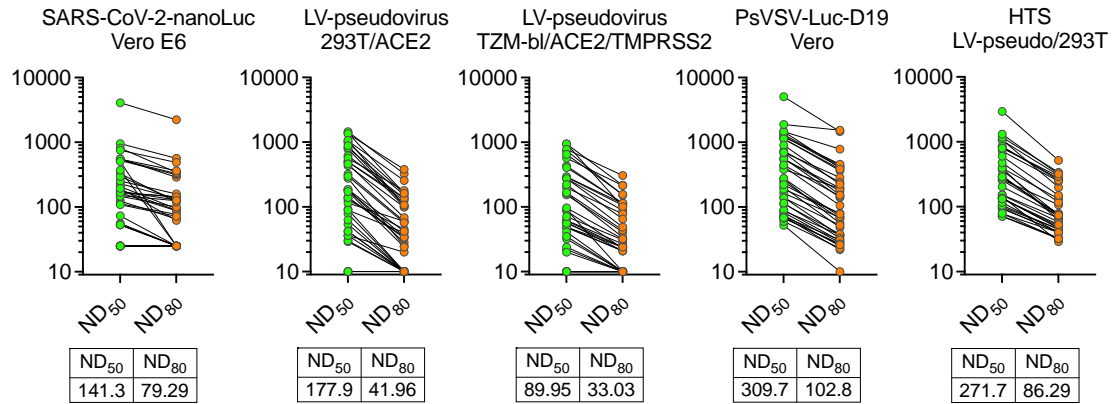 SARS-CoV-2-nanoLuc
Vero E6
10000
1000
100
10
ND50 ND80
ND50 ND80
141.3 79.29
LV-pseudovirus
293T/ACE2
10000
1000
100
10
ND50 ND80
ND50 ND80
177.9 41.96
LV-pseudovirus
TZM-bl/ACE2/TMPRSS2
10000
1000
100
10
ND50 ND80
ND50 ND80
89.95 33.03
PsVSV-Luc-D19
Vero
10000
1000
100
10
ND50 ND80
ND50 ND80
309.7 102.8
HTS
LV-pseudo/293T
10000
1000
100
10
ND50 ND80
ND50 ND80
271.7 86.29